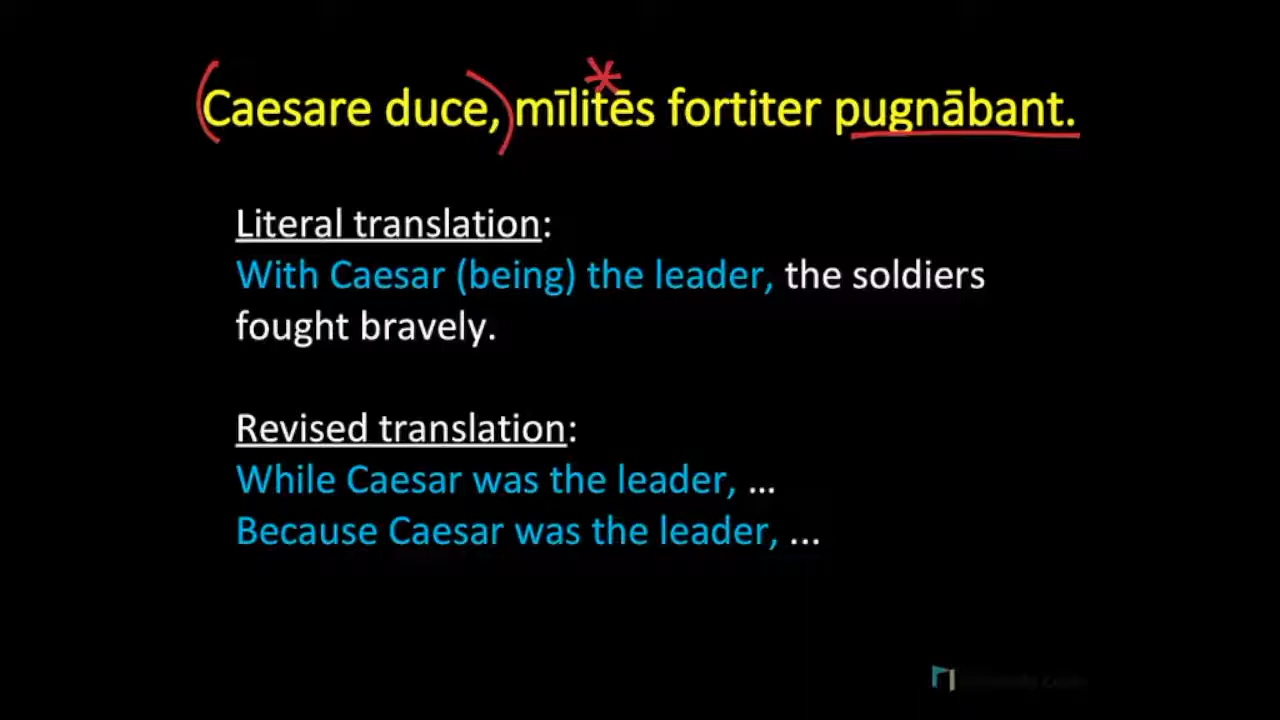 Caesare duce, mīlitēs fortiter pugnābant.
Literal translation:
With Caesar (being) the leader, the soldiers
fought bravely.
Revised translation:
While Caesar was the leader, ...
Because Caesar was the leader, ...